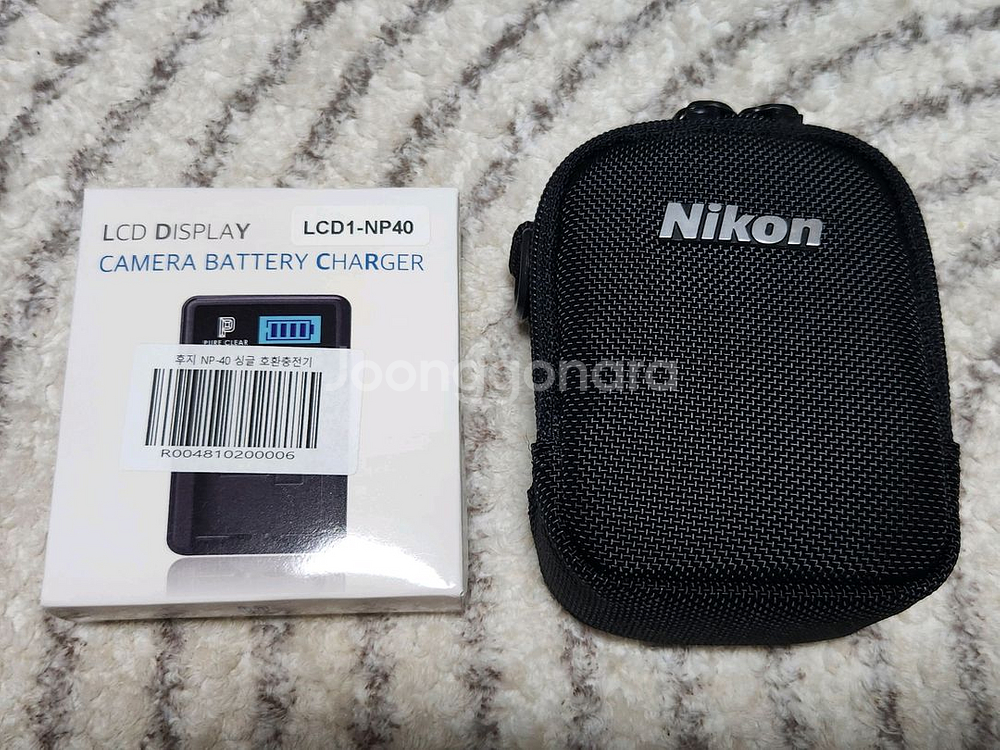 LCD DISPLAY
LCD1-NP40
CAMERA BATTERY CHARGER
P
PURE CLEAR
후지 NP-40 싱글 호환충전기
R004810200006
Nikon
Joonggonara